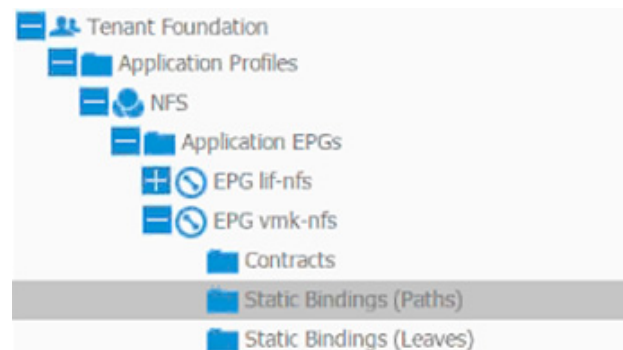 Tenant Foundation
Application Profiles
NFS
Application EPGs
EPG lif-nfs
EPG vmk-nfs
Contracts
Static Bindings (Paths)
Static Bindings (Leaves)